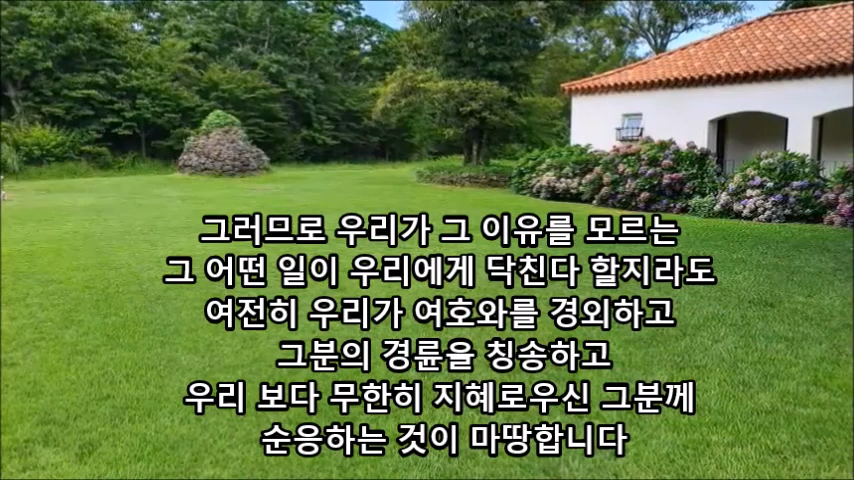 그러므로 우리가 그 이유를 모르는
그 어떤 일이 우리에게 닥친다 할지라도
여전히 우리가 여호와를 경외하고
그분의 경륜을 칭송하고
우리 보다 무한히 지혜로우신 그분께
순응하는 것이 마땅합니다